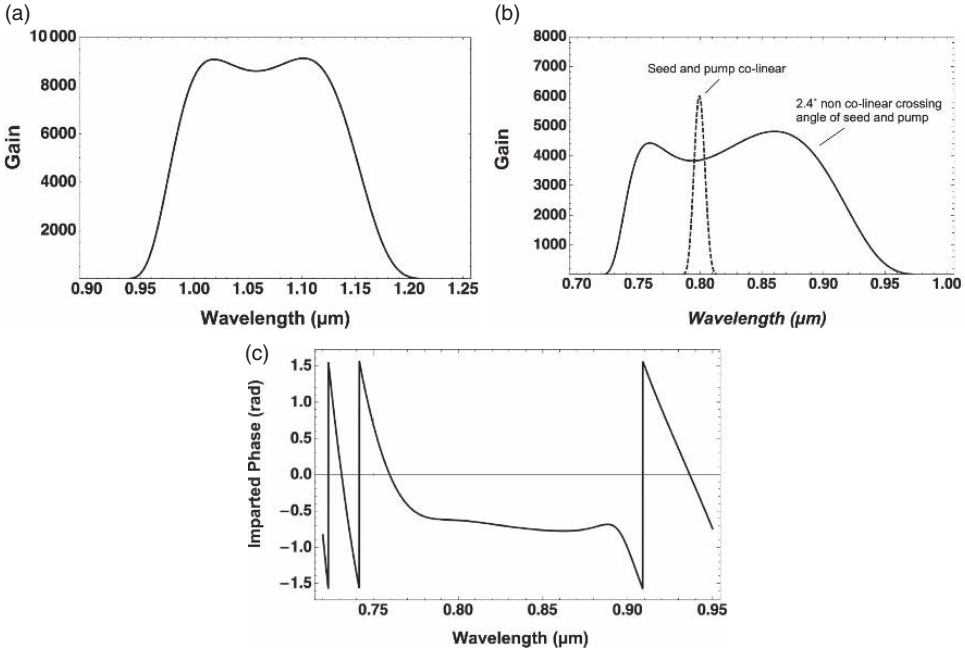 (a)
10 000
8000
6000
4000
2000
Gain
0.90 0.95 1.00 1.05 1.10 1.15 1.20 1.25
Wavelength (µm)
(b)
8000
7000
6000
5000
4000
3000
2000
1000
Gain
Seed and pump co-linear
2.4° non co-linear crossing
angle of seed and pump
0.70 0.75 0.80 0.85 0.90 0.95 1.00
Wavelength (µm)
(c)
1.5
1.0
0.5
0.0
−0.5
−1.0
−1.5
Imparted Phase (rad)
0.75 0.80 0.85 0.90 0.95
Wavelength (µm)